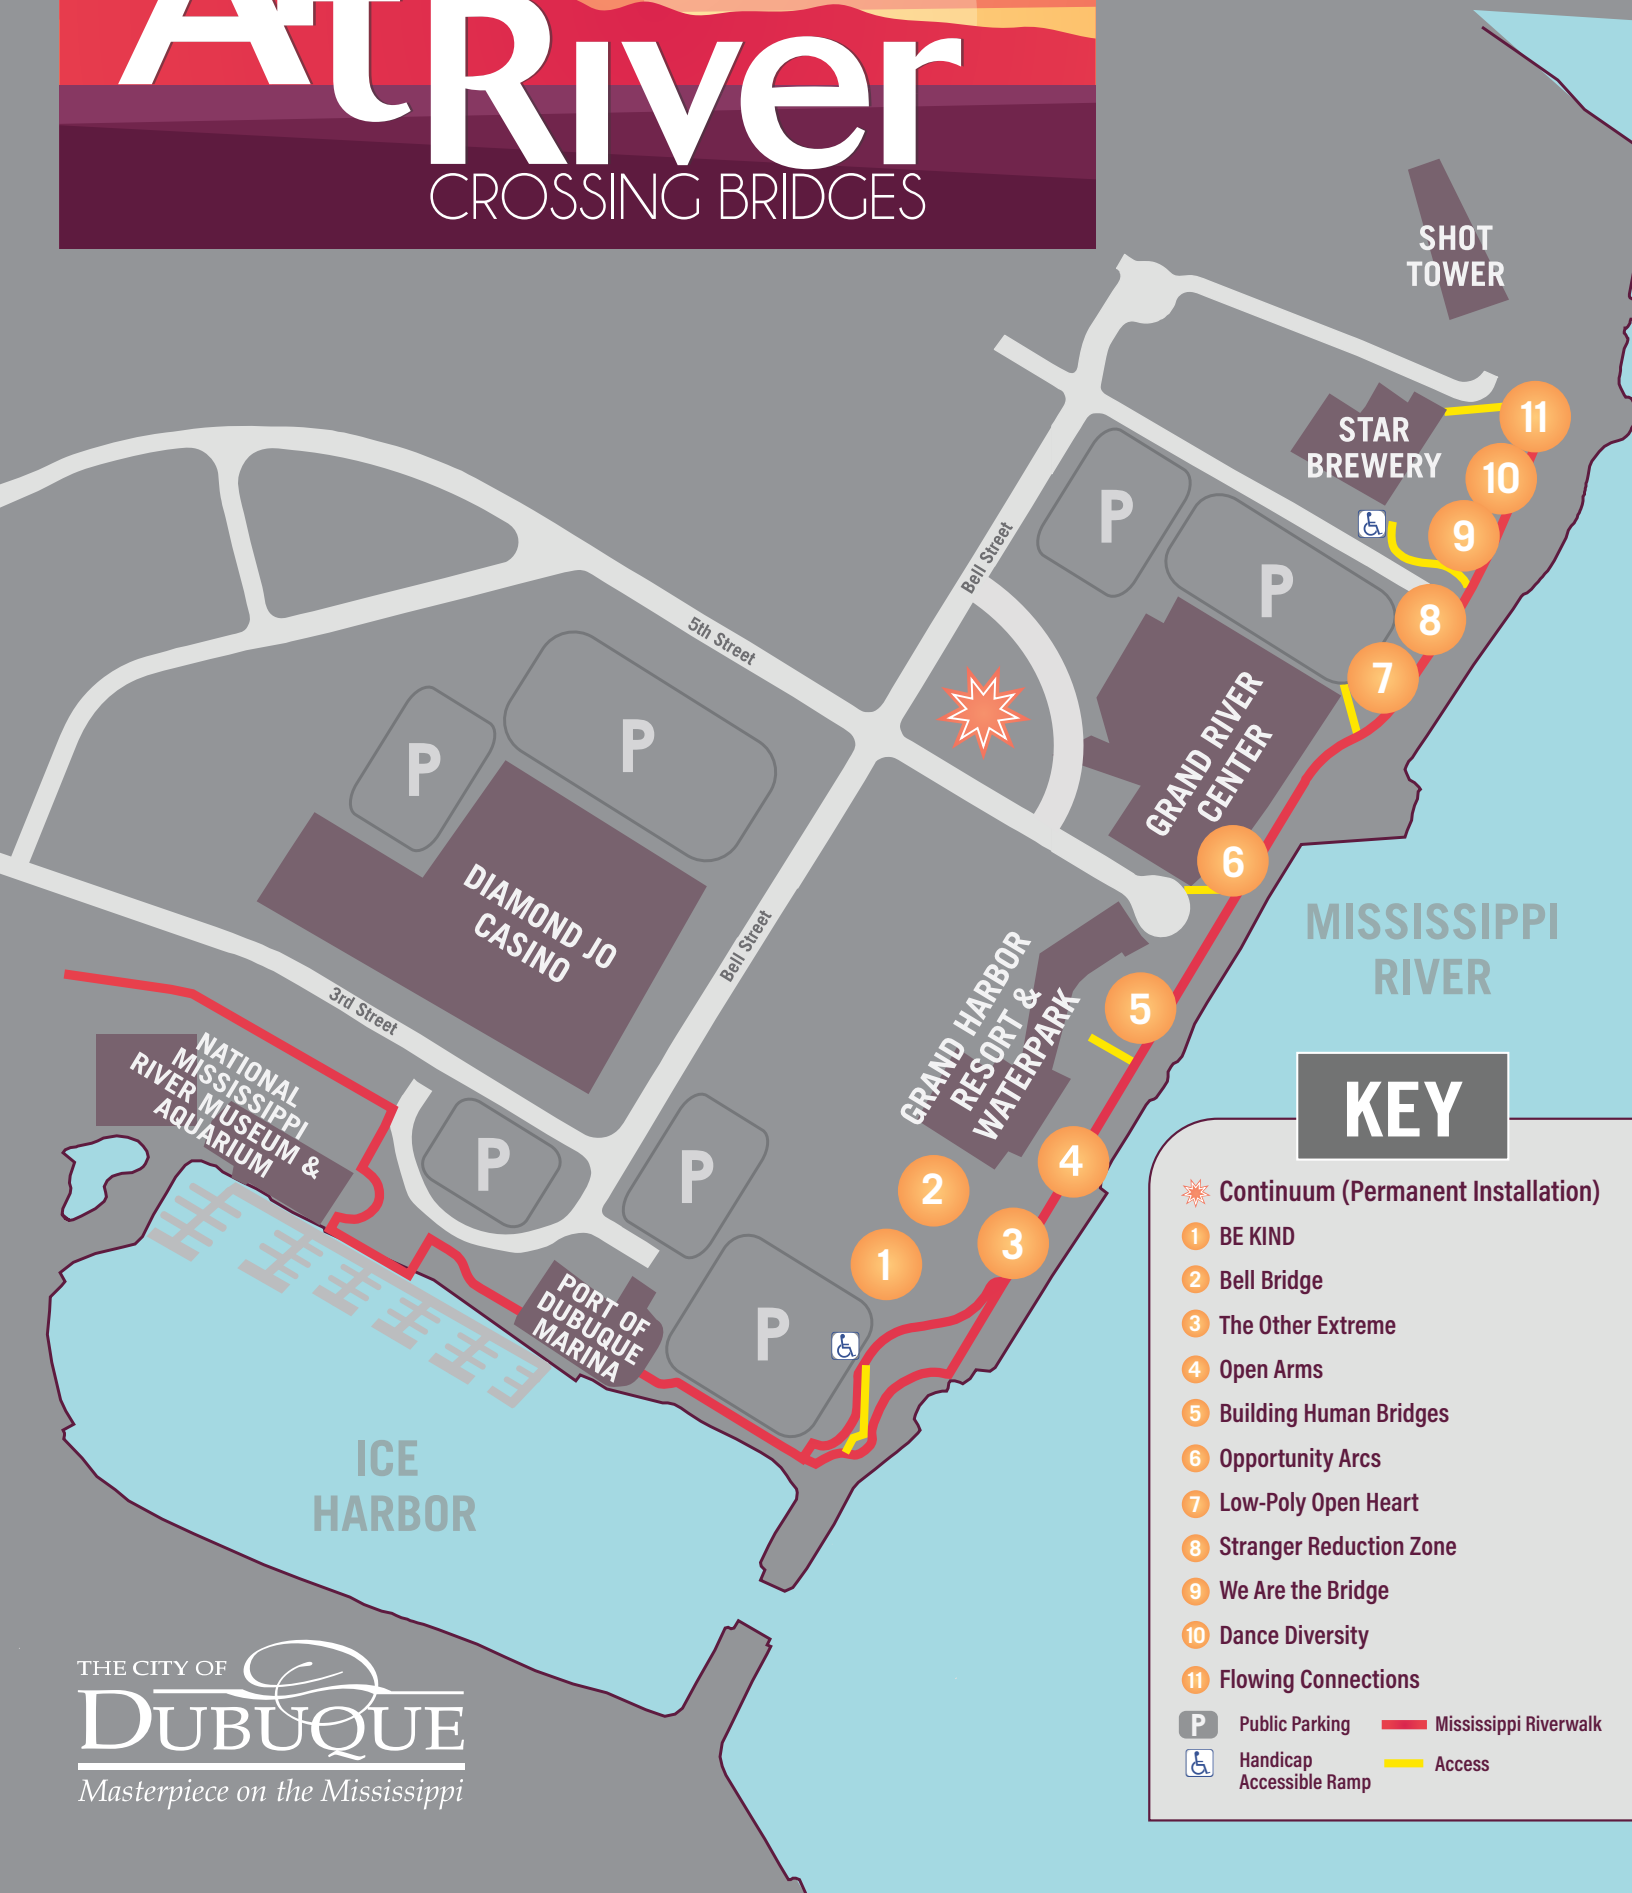 Art
River
CROSSING BRIDGES
SHOT
TOWER
STAR
BREWERY
11
10
9
8
7
6
5
4
3
2
1
P
P
P
P
P
P
P
Bell Street
5th Street
GRAND RIVER
CENTER
DIAMOND JO
CASINO
Bell Street
3rd Street
GRAND HARBOR
RESORT &
WATERPARK
MISSISSIPPI
RIVER
NATIONAL
MISSISSIPPI
RIVER MUSEUM &
AQUARIUM
PORT OF
DUBUQUE
MARINA
ICE
HARBOR
KEY
Continuum (Permanent Installation)
1 BE KIND
2 Bell Bridge
3 The Other Extreme
4 Open Arms
5 Building Human Bridges
6 Opportunity Arcs
7 Low-Poly Open Heart
8 Stranger Reduction Zone
9 We Are the Bridge
10 Dance Diversity
11 Flowing Connections
P Public Parking
Mississippi Riverwalk
Handicap
Accessible Ramp
Access
THE CITY OF
DUBUQUE
Masterpiece on the Mississippi